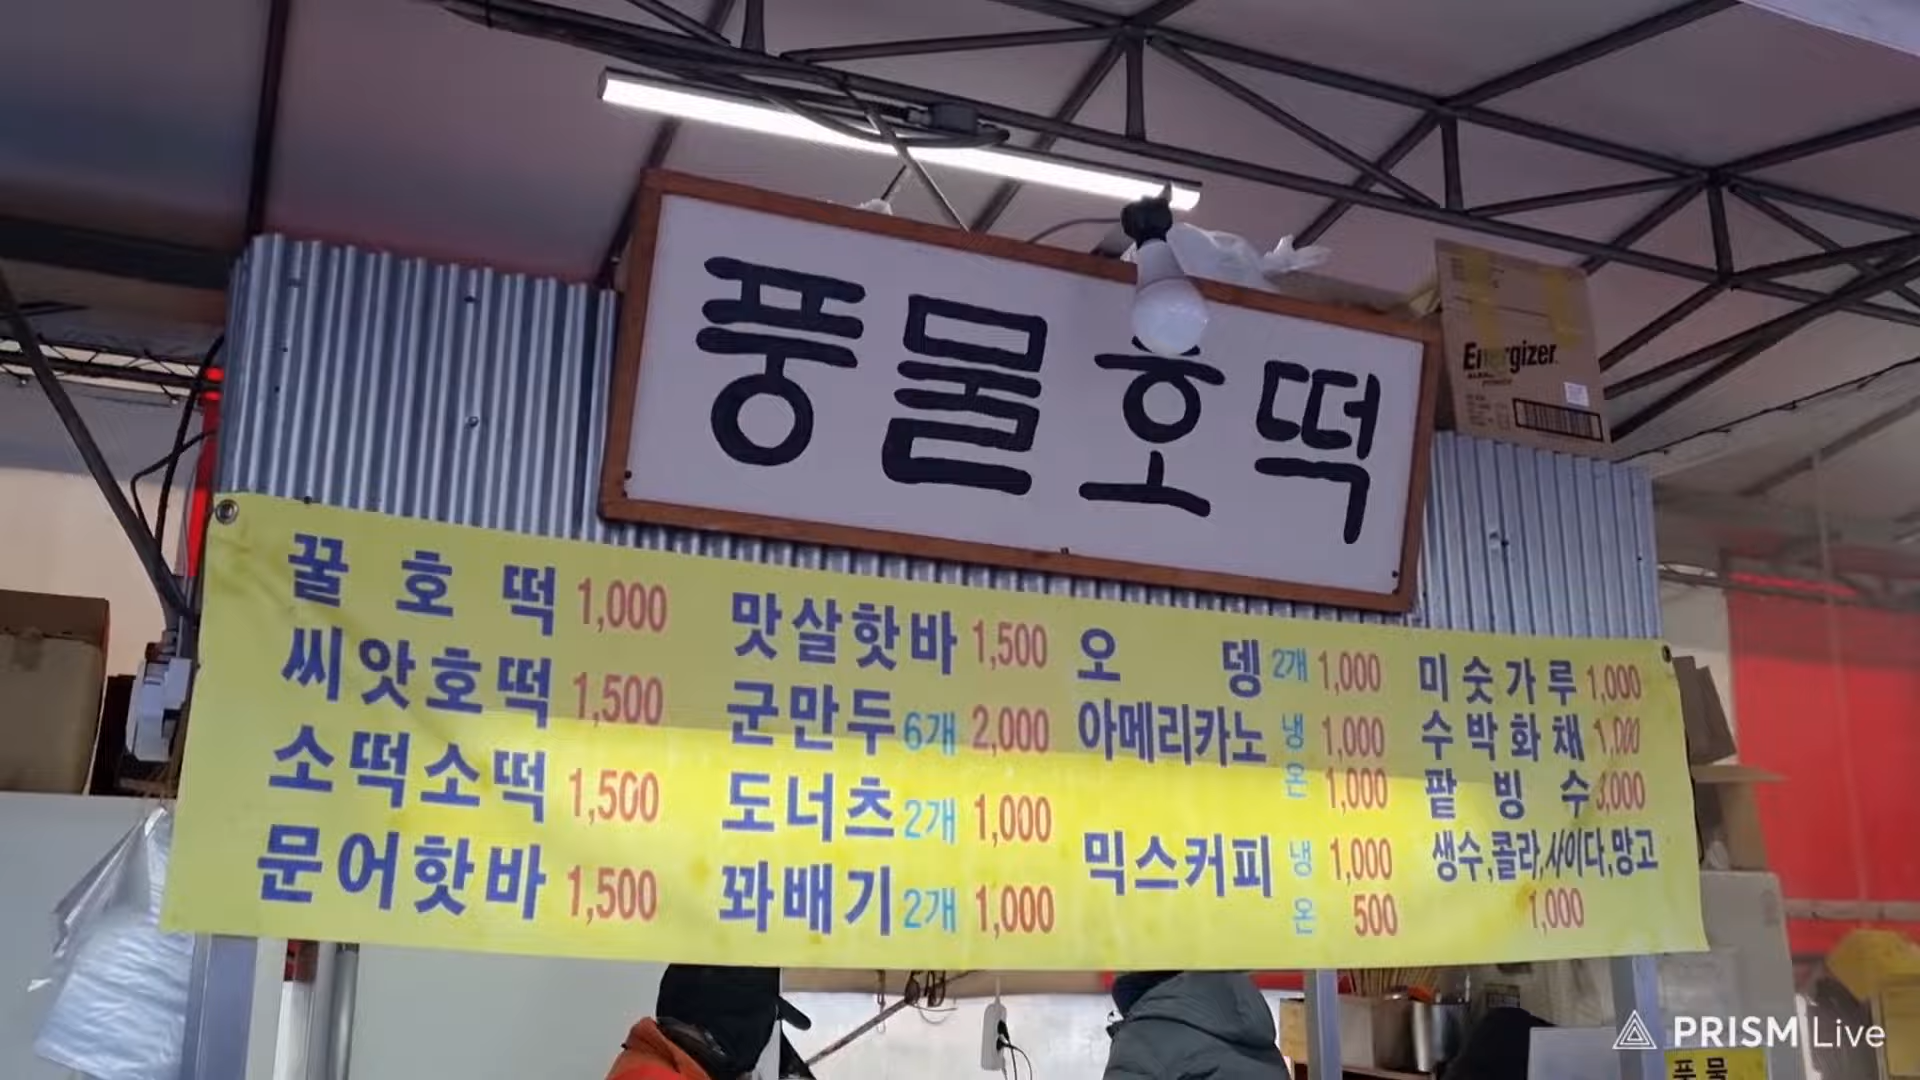 풍물호떡
Energizer
꿀호떡 1,000
씨앗호떡 1,500
소떡소떡 1,500
문어핫바 1,500
맛살핫바 1,500
군만두 6개 2,000
도너츠 2개 1,000
꽈배기 2개 1,000
오뎅 2개 1,000
아메리카노 냉 1,000
온 1,000
믹스커피 냉 1,000
온 500
미숫가루 1,000
수박화채 1,000
팥빙수 3,000
생수,콜라,사이다,망고
1,000
PRISM Live
풍물